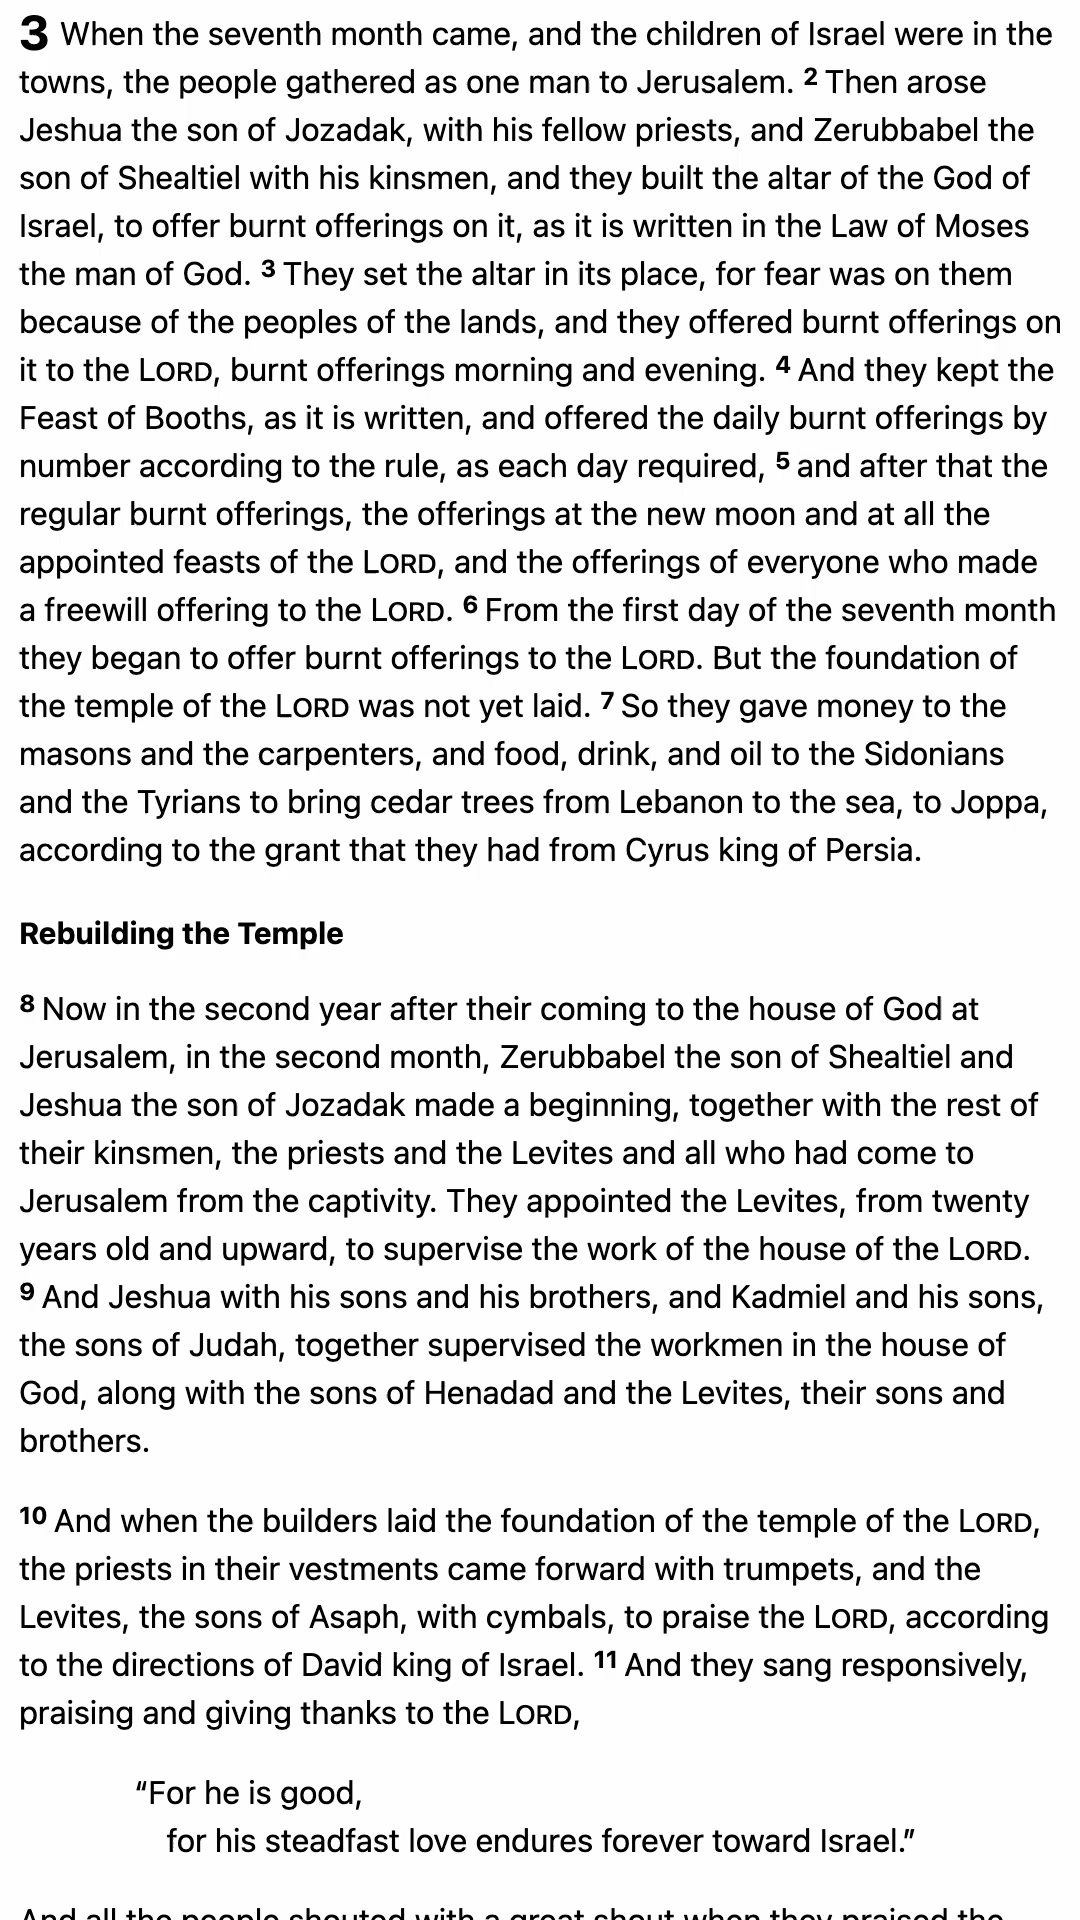 3 When the seventh month came, and the children of Israel were in the
towns, the people gathered as one man to Jerusalem. 2 Then arose
Jeshua the son of Jozadak, with his fellow priests, and Zerubbabel the
son of Shealtiel with his kinsmen, and they built the altar of the God of
Israel, to offer burnt offerings on it, as it is written in the Law of Moses
the man of God. 3 They set the altar in its place, for fear was on them
because of the peoples of the lands, and they offered burnt offerings on
it to the LORD, burnt offerings morning and evening. 4 And they kept the
Feast of Booths, as it is written, and offered the daily burnt offerings by
number according to the rule, as each day required, 5 and after that the
regular burnt offerings, the offerings at the new moon and at all the
appointed feasts of the LORD, and the offerings of everyone who made
a freewill offering to the LORD. 6 From the first day of the seventh month
they began to offer burnt offerings to the LORD. But the foundation of
the temple of the LORD was not yet laid. 7 So they gave money to the
masons and the carpenters, and food, drink, and oil to the Sidonians
and the Tyrians to bring cedar trees from Lebanon to the sea, to Joppa,
according to the grant that they had from Cyrus king of Persia.
Rebuilding the Temple
8 Now in the second year after their coming to the house of God at
Jerusalem, in the second month, Zerubbabel the son of Shealtiel and
Jeshua the son of Jozadak made a beginning, together with the rest of
their kinsmen, the priests and the Levites and all who had come to
Jerusalem from the captivity. They appointed the Levites, from twenty
years old and upward, to supervise the work of the house of the LORD.
9 And Jeshua with his sons and his brothers, and Kadmiel and his sons,
the sons of Judah, together supervised the workmen in the house of
God, along with the sons of Henadad and the Levites, their sons and
brothers.
10 And when the builders laid the foundation of the temple of the LORD,
the priests in their vestments came forward with trumpets, and the
Levites, the sons of Asaph, with cymbals, to praise the LORD, according
to the directions of David king of Israel. 11 And they sang responsively,
praising and giving thanks to the LORD,
“For he is good,
for his steadfast love endures forever toward Israel.”
And all the people shouted with a great shout when they praised the